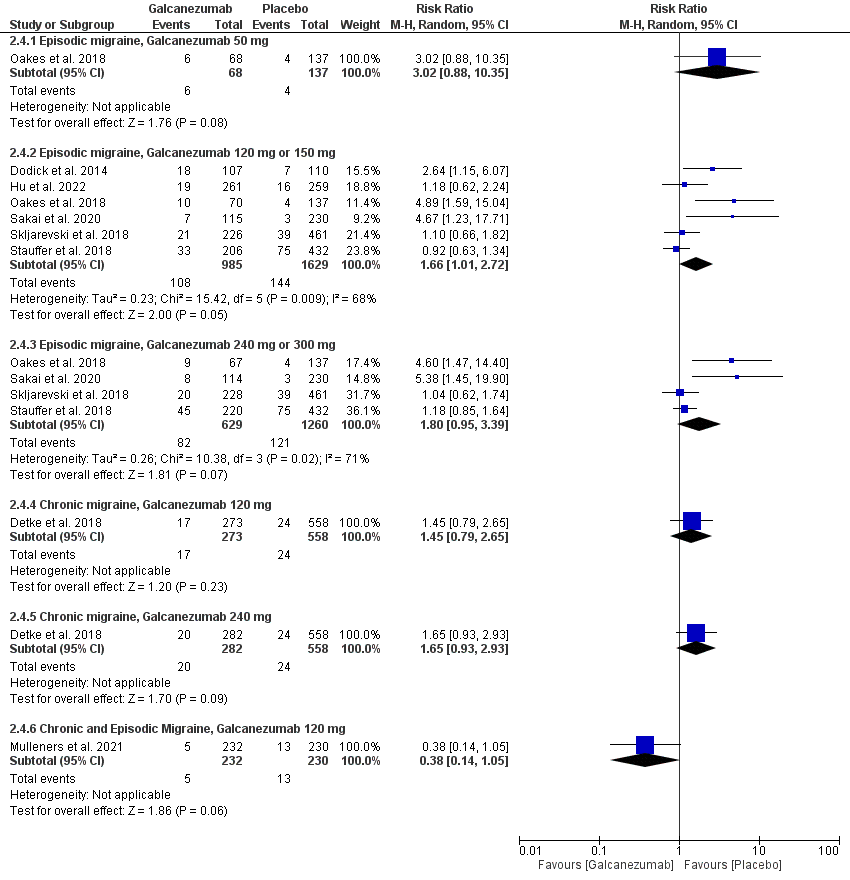 Galcanezumab Placebo Risk Ratio Risk Ratio
Study or Subgroup Events Total Events Total Weight M-H, Random, 95% CI M-H, Random, 95% CI
2.4.1 Episodic migraine, Galcanezumab 50 mg
Oakes et al. 2018 6 68 4 137 100.0% 3.02 [0.88, 10.35]
Subtotal (95% CI) 68 137 100.0% 3.02 [0.88, 10.35]
Total events 6 4
Heterogeneity: Not applicable
Test for overall effect: Z = 1.76 (P = 0.08)
2.4.2 Episodic migraine, Galcanezumab 120 mg or 150 mg
Dodick et al. 2014 18 107 7 110 15.5% 2.64 [1.15, 6.07]
Hu et al. 2022 19 261 16 259 18.8% 1.18 [0.62, 2.24]
Oakes et al. 2018 10 70 4 137 11.4% 4.89 [1.59, 15.04]
Sakai et al. 2020 7 115 3 230 9.2% 4.67 [1.23, 17.71]
Skljarevski et al. 2018 21 226 39 461 21.4% 1.10 [0.66, 1.82]
Stauffer et al. 2018 33 206 75 432 23.8% 0.92 [0.63, 1.34]
Subtotal (95% CI) 985 1629 100.0% 1.66 [1.01, 2.72]
Total events 108 144
Heterogeneity: Tau² = 0.23; Chi² = 15.42, df = 5 (P = 0.009); I² = 68%
Test for overall effect: Z = 2.00 (P = 0.05)
2.4.3 Episodic migraine, Galcanezumab 240 mg or 300 mg
Oakes et al. 2018 9 67 4 137 17.4% 4.60 [1.47, 14.40]
Sakai et al. 2020 8 114 3 230 14.8% 5.38 [1.45, 19.90]
Skljarevski et al. 2018 20 228 39 461 31.7% 1.04 [0.62, 1.74]
Stauffer et al. 2018 45 220 75 432 36.1% 1.18 [0.85, 1.64]
Subtotal (95% CI) 629 1260 100.0% 1.80 [0.95, 3.39]
Total events 82 121
Heterogeneity: Tau² = 0.26; Chi² = 10.38, df = 3 (P = 0.02); I² = 71%
Test for overall effect: Z = 1.81 (P = 0.07)
2.4.4 Chronic migraine, Galcanezumab 120 mg
Detke et al. 2018 17 273 24 558 100.0% 1.45 [0.79, 2.65]
Subtotal (95% CI) 273 558 100.0% 1.45 [0.79, 2.65]
Total events 17 24
Heterogeneity: Not applicable
Test for overall effect: Z = 1.20 (P = 0.23)
2.4.5 Chronic migraine, Galcanezumab 240 mg
Detke et al. 2018 20 282 24 558 100.0% 1.65 [0.93, 2.93]
Subtotal (95% CI) 282 558 100.0% 1.65 [0.93, 2.93]
Total events 20 24
Heterogeneity: Not applicable
Test for overall effect: Z = 1.70 (P = 0.09)
2.4.6 Chronic and Episodic Migraine, Galcanezumab 120 mg
Mulleners et al. 2021 5 232 13 230 100.0% 0.38 [0.14, 1.05]
Subtotal (95% CI) 232 230 100.0% 0.38 [0.14, 1.05]
Total events 5 13
Heterogeneity: Not applicable
Test for overall effect: Z = 1.86 (P = 0.06)
0.01 0.1 1 10 100
Favours [Galcanezumab] Favours [Placebo]